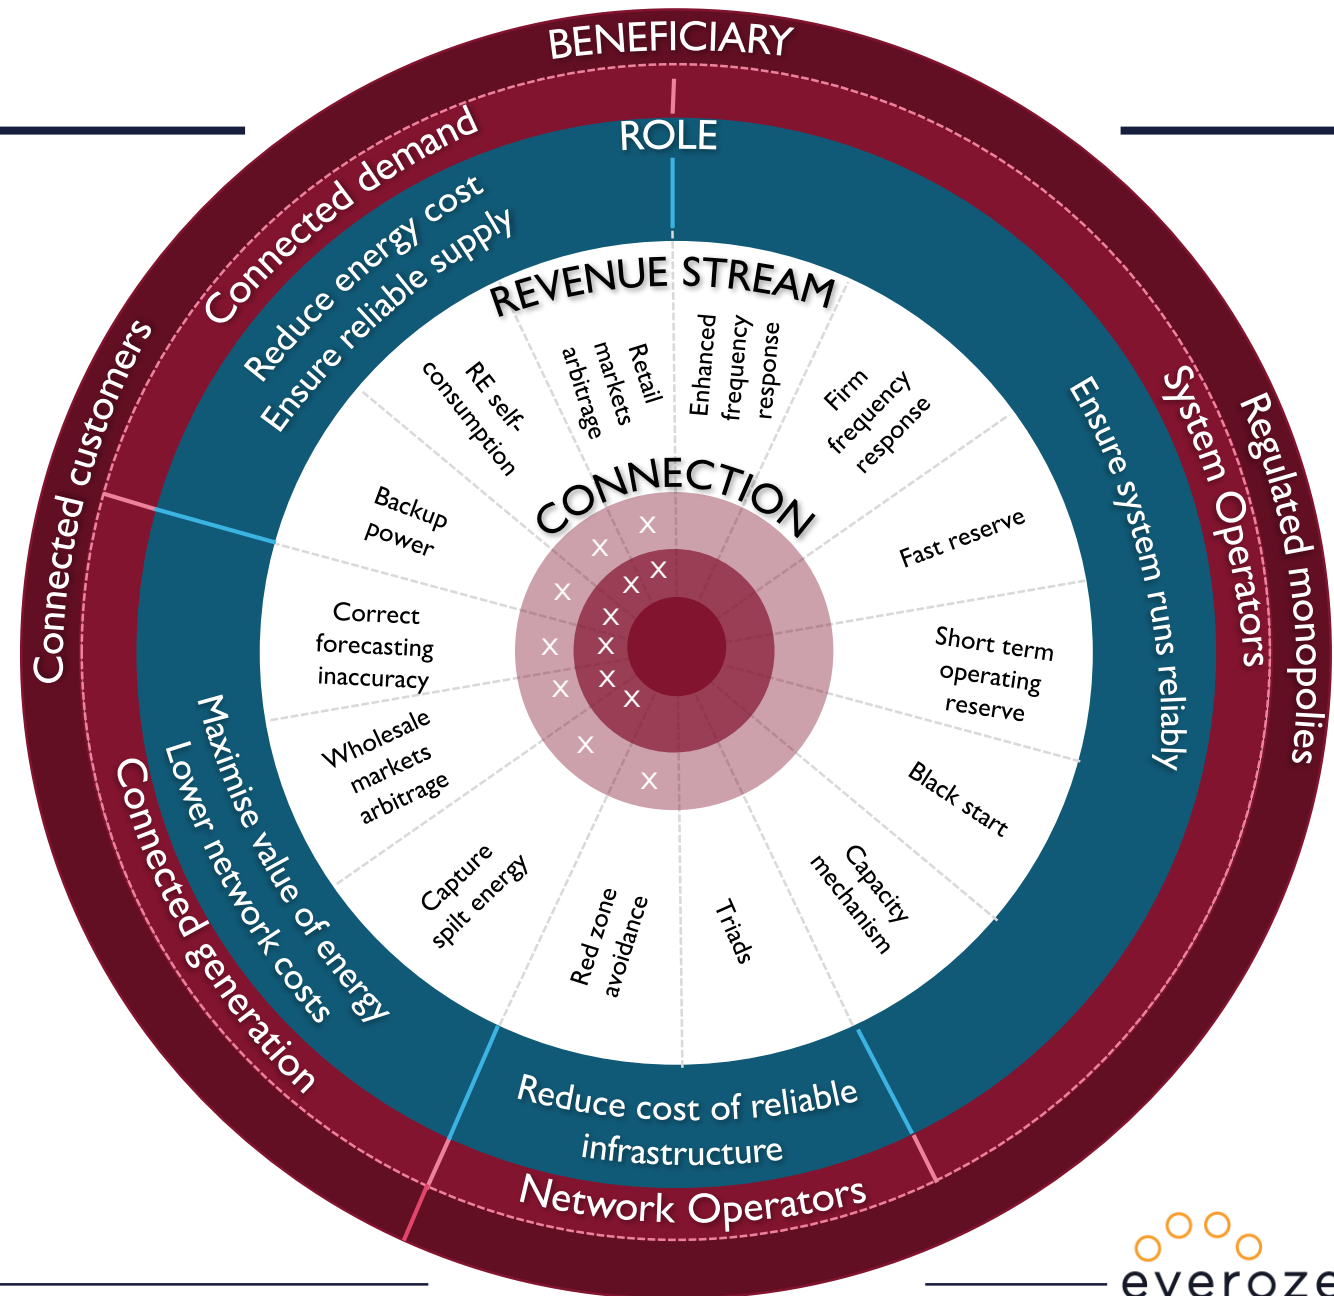 BENEFICIARY
Connected customers
Regulated monopolies
Connected demand
System Operators
Connected generation
Network Operators
ROLE
Reduce energy cost
Ensure reliable supply
Ensure system runs reliably
Maximise value of energy
Lower network costs
Reduce cost of reliable
infrastructure
REVENUE STREAM
Enhanced
frequency
response
Firm
frequency
response
Fast reserve
Short term
operating
reserve
Black start
Capacity
mechanism
Triads
Red zone
avoidance
Capture
spilt energy
Wholesale
markets
arbitrage
Correct
forecasting
inaccuracy
Backup
power
RE self-
consumption
Retail
markets
arbitrage
CONNECTION
X
X
X
X
X
X
X
X
X
X
X
X
X
X
everoze